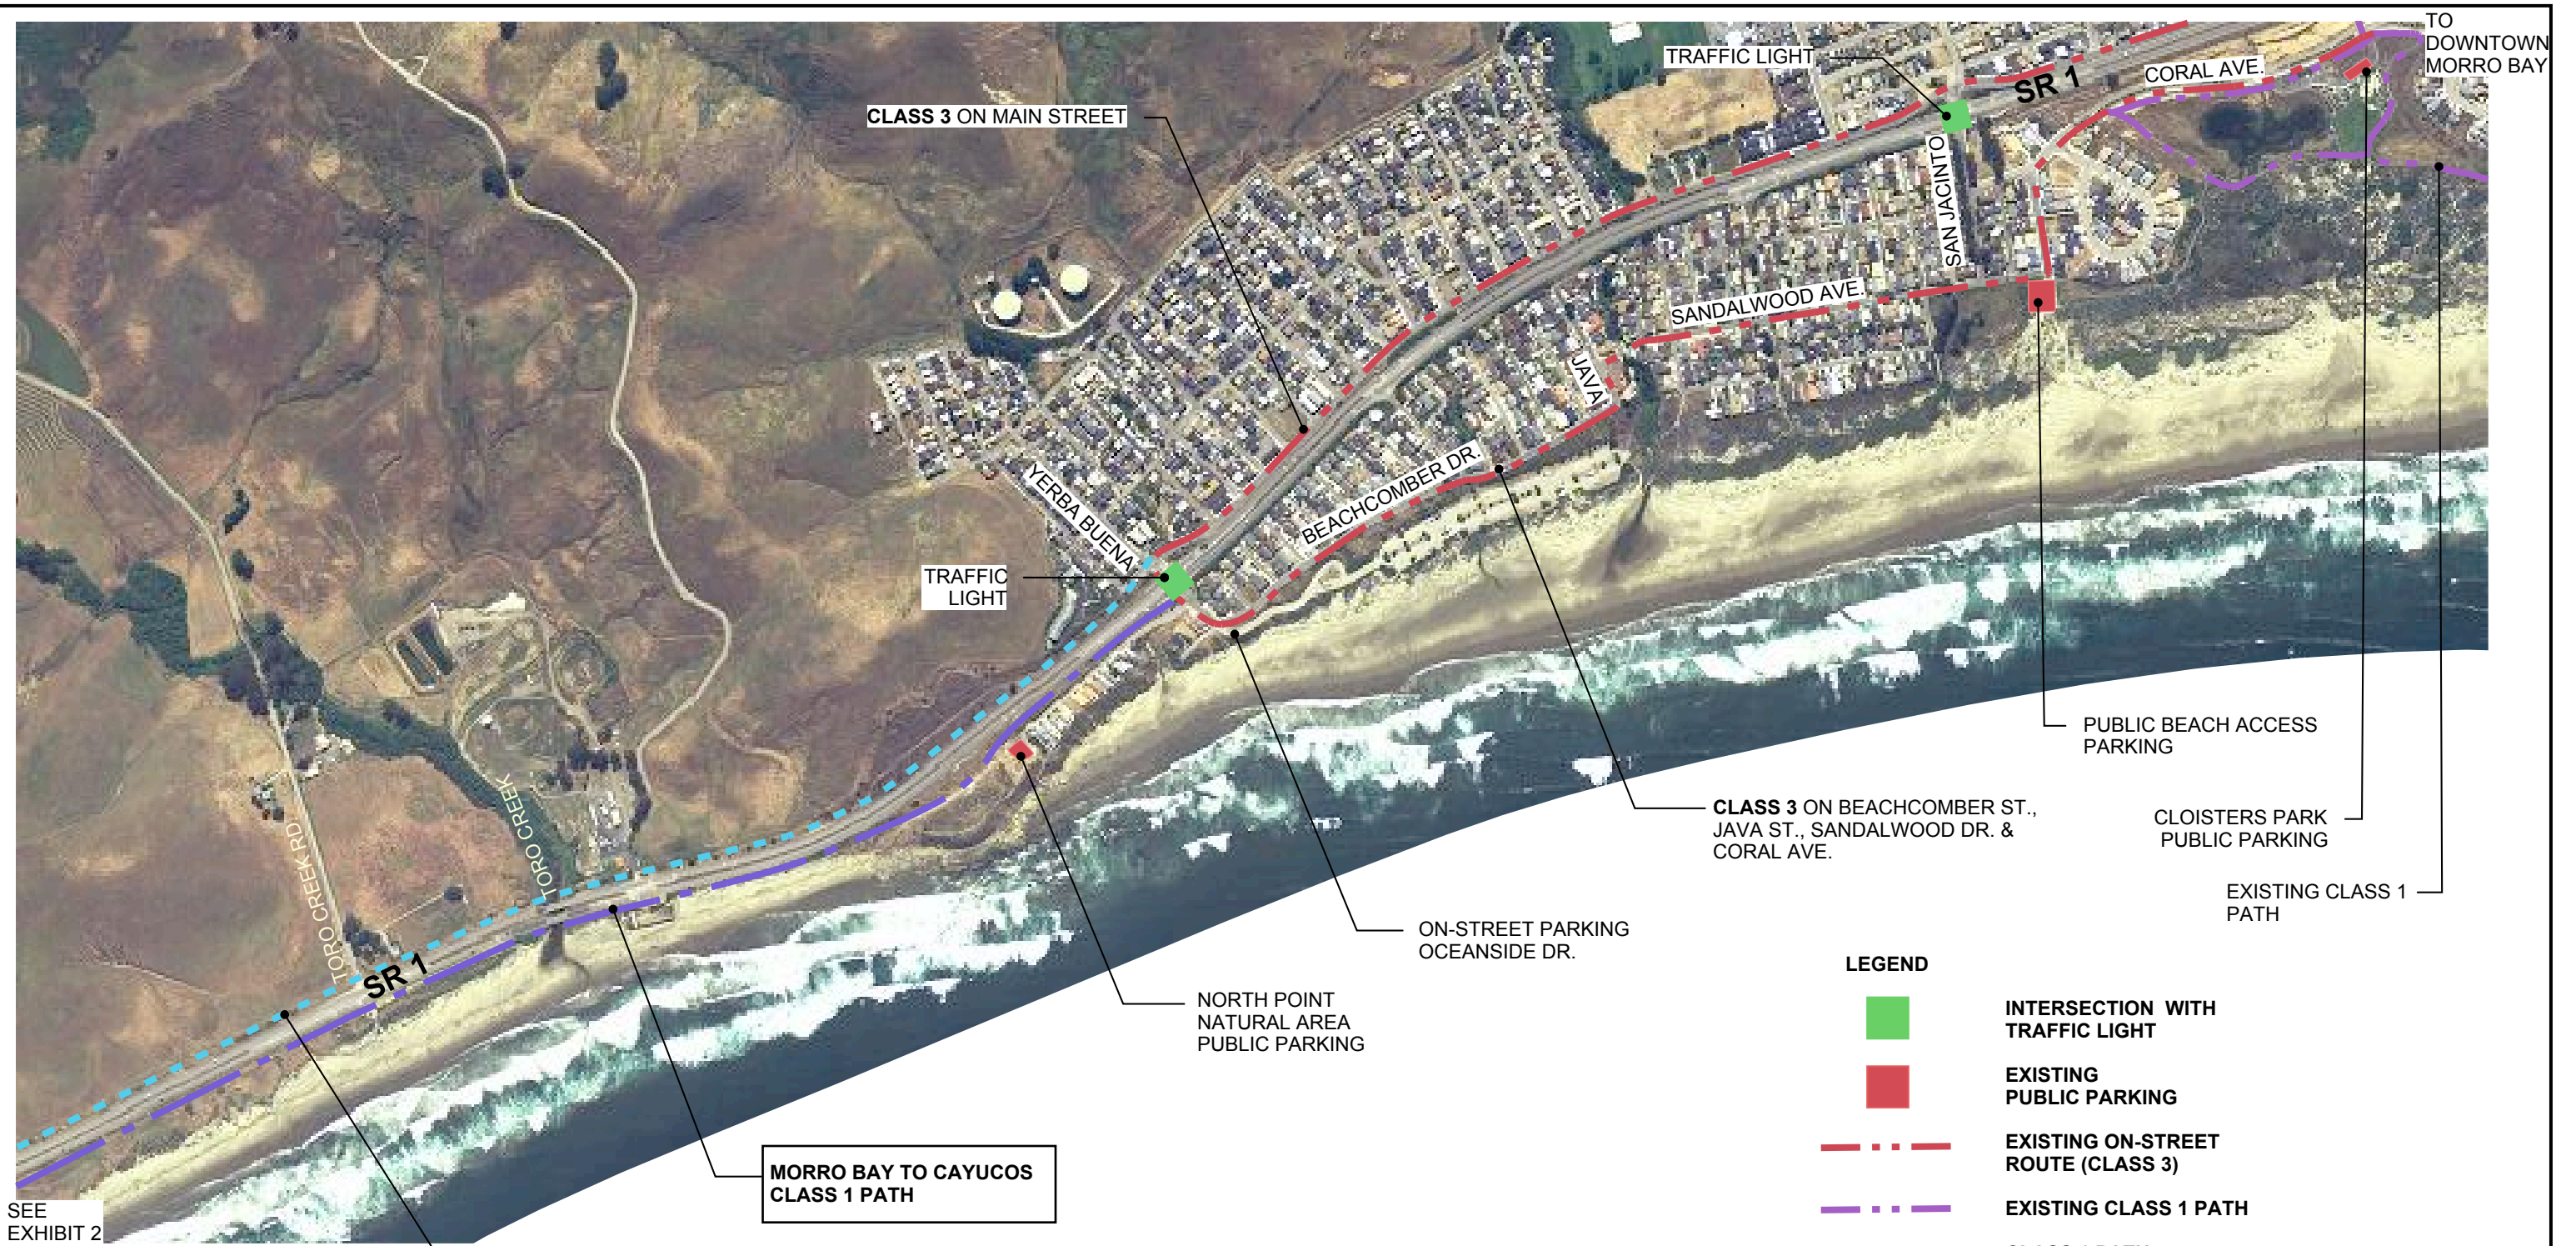 TO
DOWNTOWN
MORRO BAY
TRAFFIC LIGHT
SR 1
CORAL AVE.
CLASS 3 ON MAIN STREET
SAN JACINTO
SANDALWOOD AVE.
JAVA
BEACHCOMBER DR.
YERBA BUENA
TRAFFIC
LIGHT
PUBLIC BEACH ACCESS
PARKING
CLASS 3 ON BEACHCOMBER ST.,
JAVA ST., SANDALWOOD DR. &
CORAL AVE.
CLOISTERS PARK
PUBLIC PARKING
EXISTING CLASS 1
PATH
TORO CREEK RD
TORO CREEK
SR 1
ON-STREET PARKING
OCEANSIDE DR.
NORTH POINT
NATURAL AREA
PUBLIC PARKING
MORRO BAY TO CAYUCOS
CLASS 1 PATH
SEE
EXHIBIT 2
LEGEND
INTERSECTION WITH
TRAFFIC LIGHT
EXISTING
PUBLIC PARKING
EXISTING ON-STREET
ROUTE (CLASS 3)
EXISTING CLASS 1 PATH